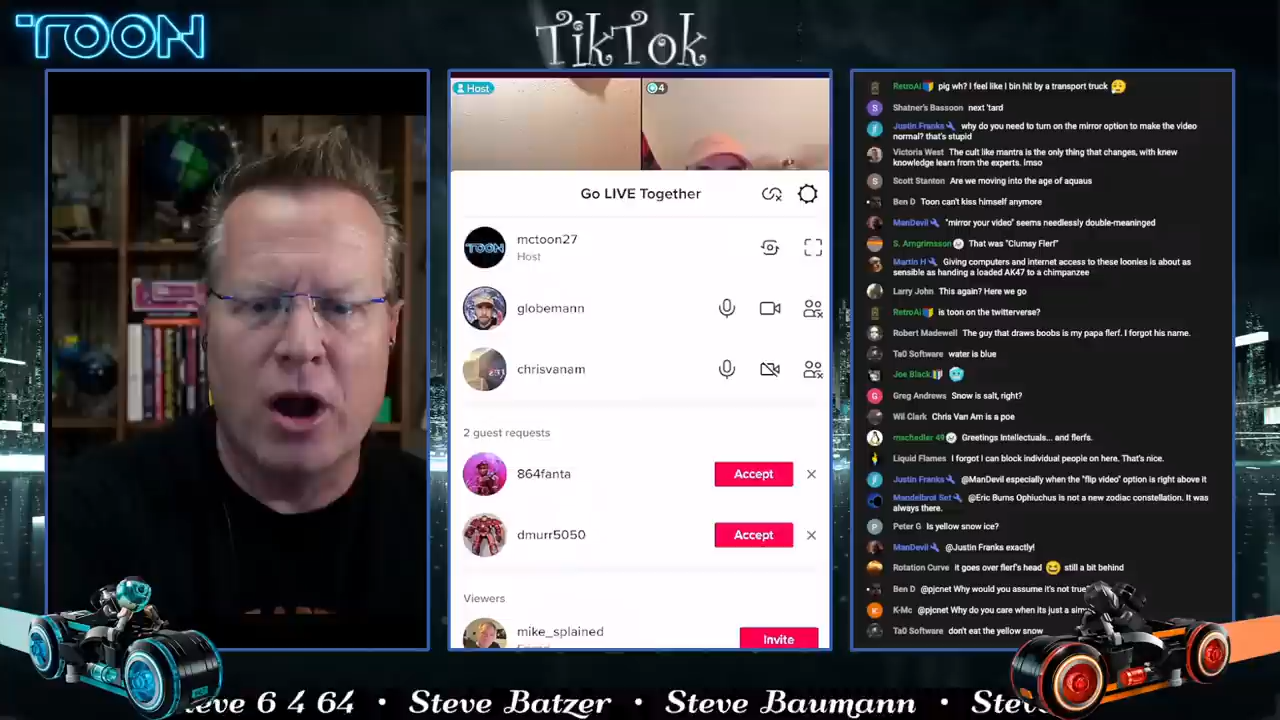 TOON
TikTok
Host
4
Go LIVE Together
mctoon27
Host
globemann
chrisvanam
2 guest requests
864fanta
Accept
dmurr5050
Accept
Viewers
mike_splained
Invite
RetroAi pig wh? I feel like I bin hit by a transport truck 😥
Shatner's Bassoon next 'tard
Justin Franks why do you need to turn on the mirror option to make the video
normal? that's stupid
Victoria West The cult like mantra is the only thing that changes, with knew
knowledge learn from the experts. lmso
Scott Stanton Are we moving into the age of aquaus
Ben D Toon can't kiss himself anymore
ManDevil "mirror your video" seems needlessly double-meaninged
S. Arngrimsson That was "Clumsy Flerf"
Martin H Giving computers and internet access to these loonies is about as
sensible as handing a loaded AK47 to a chimpanzee
Larry John This again? Here we go
RetroAi is toon on the twitterverse?
Robert Madewell The guy that draws boobs is my papa flerf. I forgot his name.
Ta0 Software water is blue
Joe Black
Greg Andrews Snow is salt, right?
Wil Clark Chris Van Am is a poe
macfiedler 49 Greetings Intellectuals... and flerfs.
Liquid Flames I forgot I can block individual people on here. That's nice.
Justin Franks @ManDevil especially when the "flip video" option is right above it
Mandelbrot Set @Eric Burns Ophiuchus is not a new zodiac constellation. It was
always there.
Peter G Is yellow snow ice?
ManDevil @Justin Franks exactly!
Rotation Curve it goes over flerf's head 😆 still a bit behind
Ben D @pjcnet Why would you assume it's not true
K-Mc @pjcnet Why do you care when its just a
Ta0 Software don't eat the yellow snow
eve 6 4 64 • Steve Batzer • Steve Baumann •